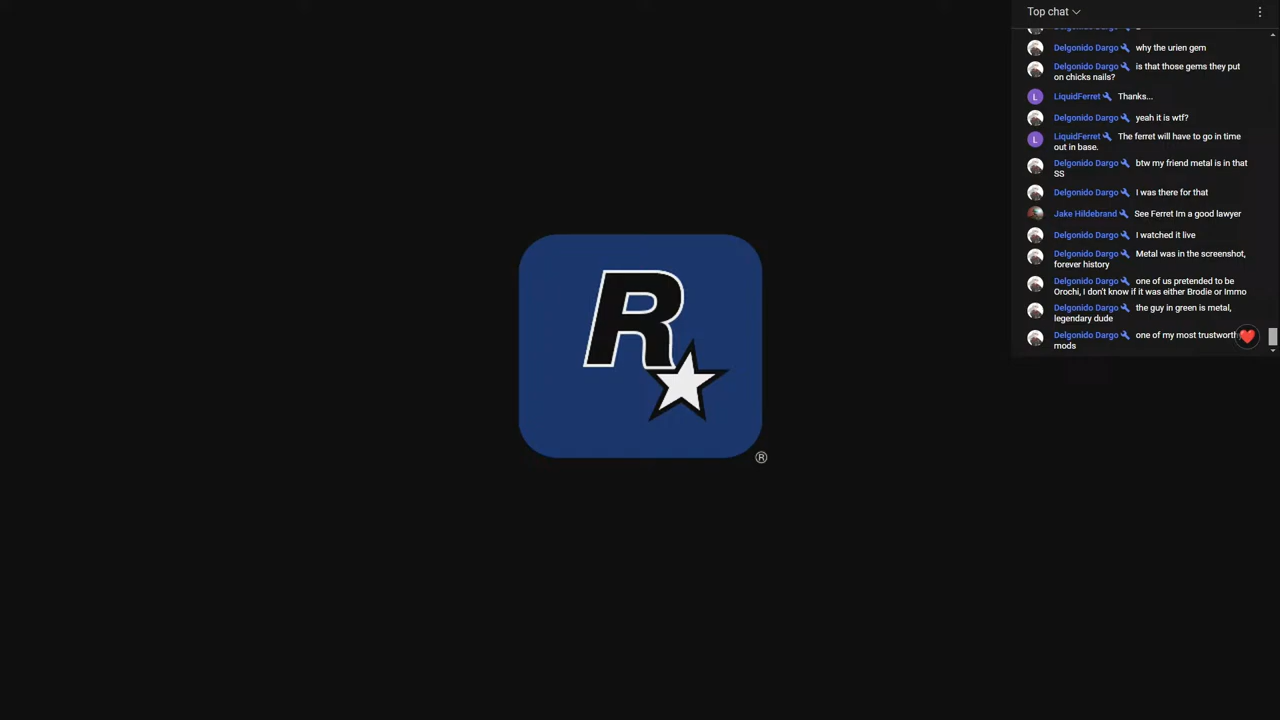 Top chat
Delgonido Dargo why the urien gem
Delgonido Dargo is that those gems they put
on chicks nails?
L LiquidFerret Thanks...
Delgonido Dargo yeah it is wtf?
L LiquidFerret The ferret will have to go in time
out in base.
Delgonido Dargo btw my friend metal is in that
SS
Delgonido Dargo I was there for that
Jake Hildebrand See Ferret Im a good lawyer
Delgonido Dargo I watched it live
Delgonido Dargo Metal was in the screenshot,
forever history
Delgonido Dargo one of us pretended to be
Orochi, I don't know if it was either Brodie or Immo
Delgonido Dargo the guy in green is metal,
legendary dude
Delgonido Dargo one of my most
mods
R
®